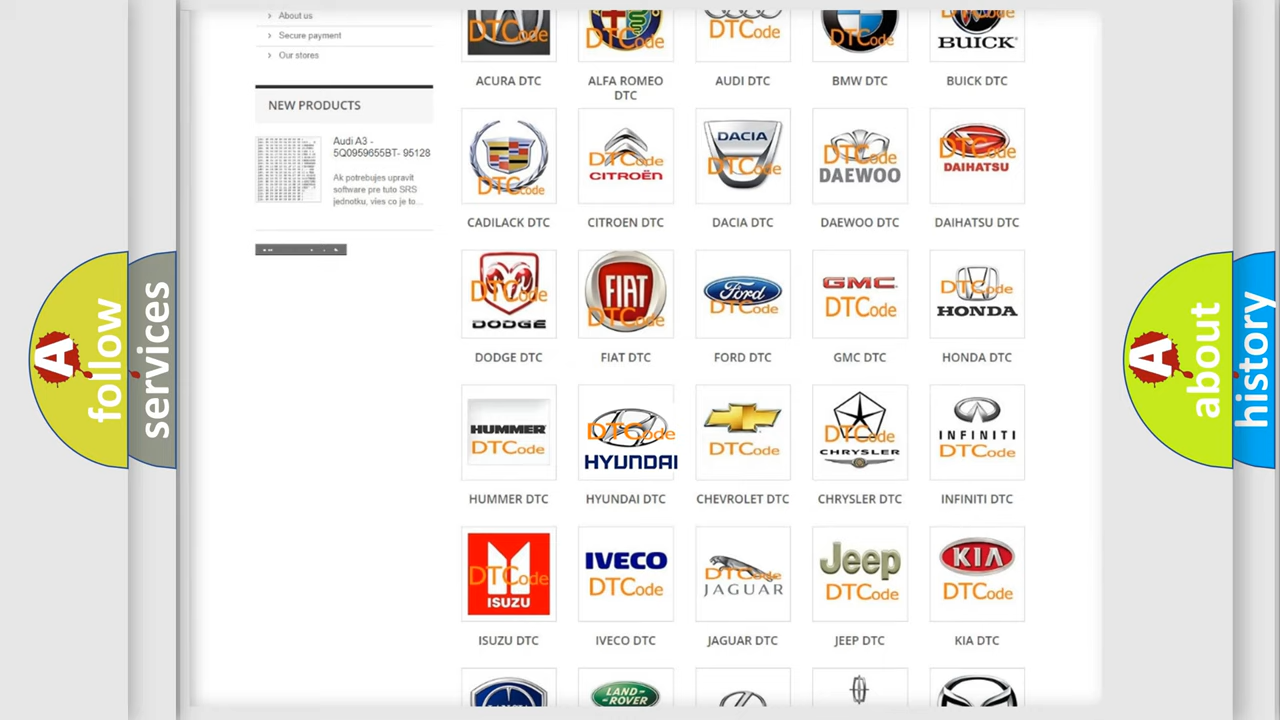 About us
Secure payment
Our stores
NEW PRODUCTS
Audi A3 -
5Q0959655BT- 95128
Ak potrebujes upravit
software pre tuto SRS
jednotku, vies co je to...
DTCode
DTCode
DTCode
DTCode
BUICK
ACURA DTC
ALFA ROMEO
DTC
AUDI DTC
BMW DTC
BUICK DTC
DTCode
DTCode
CITROËN
DACIA
DTCode
DTCode
DAEWOO
DTCode
DAIHATSU
CADILACK DTC
CITROEN DTC
DACIA DTC
DAEWOO DTC
DAIHATSU DTC
DTCode
DODGE
FIAT
DTCode
Ford
DTCode
GMC
DTCode
DTCode
HONDA
DODGE DTC
FIAT DTC
FORD DTC
GMC DTC
HONDA DTC
HUMMER
DTCode
DTCode
HYUNDAI
DTCode
DTCode
CHRYSLER
INFINITI
DTCode
HUMMER DTC
HYUNDAI DTC
CHEVROLET DTC
CHRYSLER DTC
INFINITI DTC
DTCode
ISUZU
IVECO
DTCode
DTCode
JAGUAR
Jeep
DTCode
KIA
DTCode
ISUZU DTC
IVECO DTC
JAGUAR DTC
JEEP DTC
KIA DTC
LAND-
ROVER
A
follow
services
A
about
history